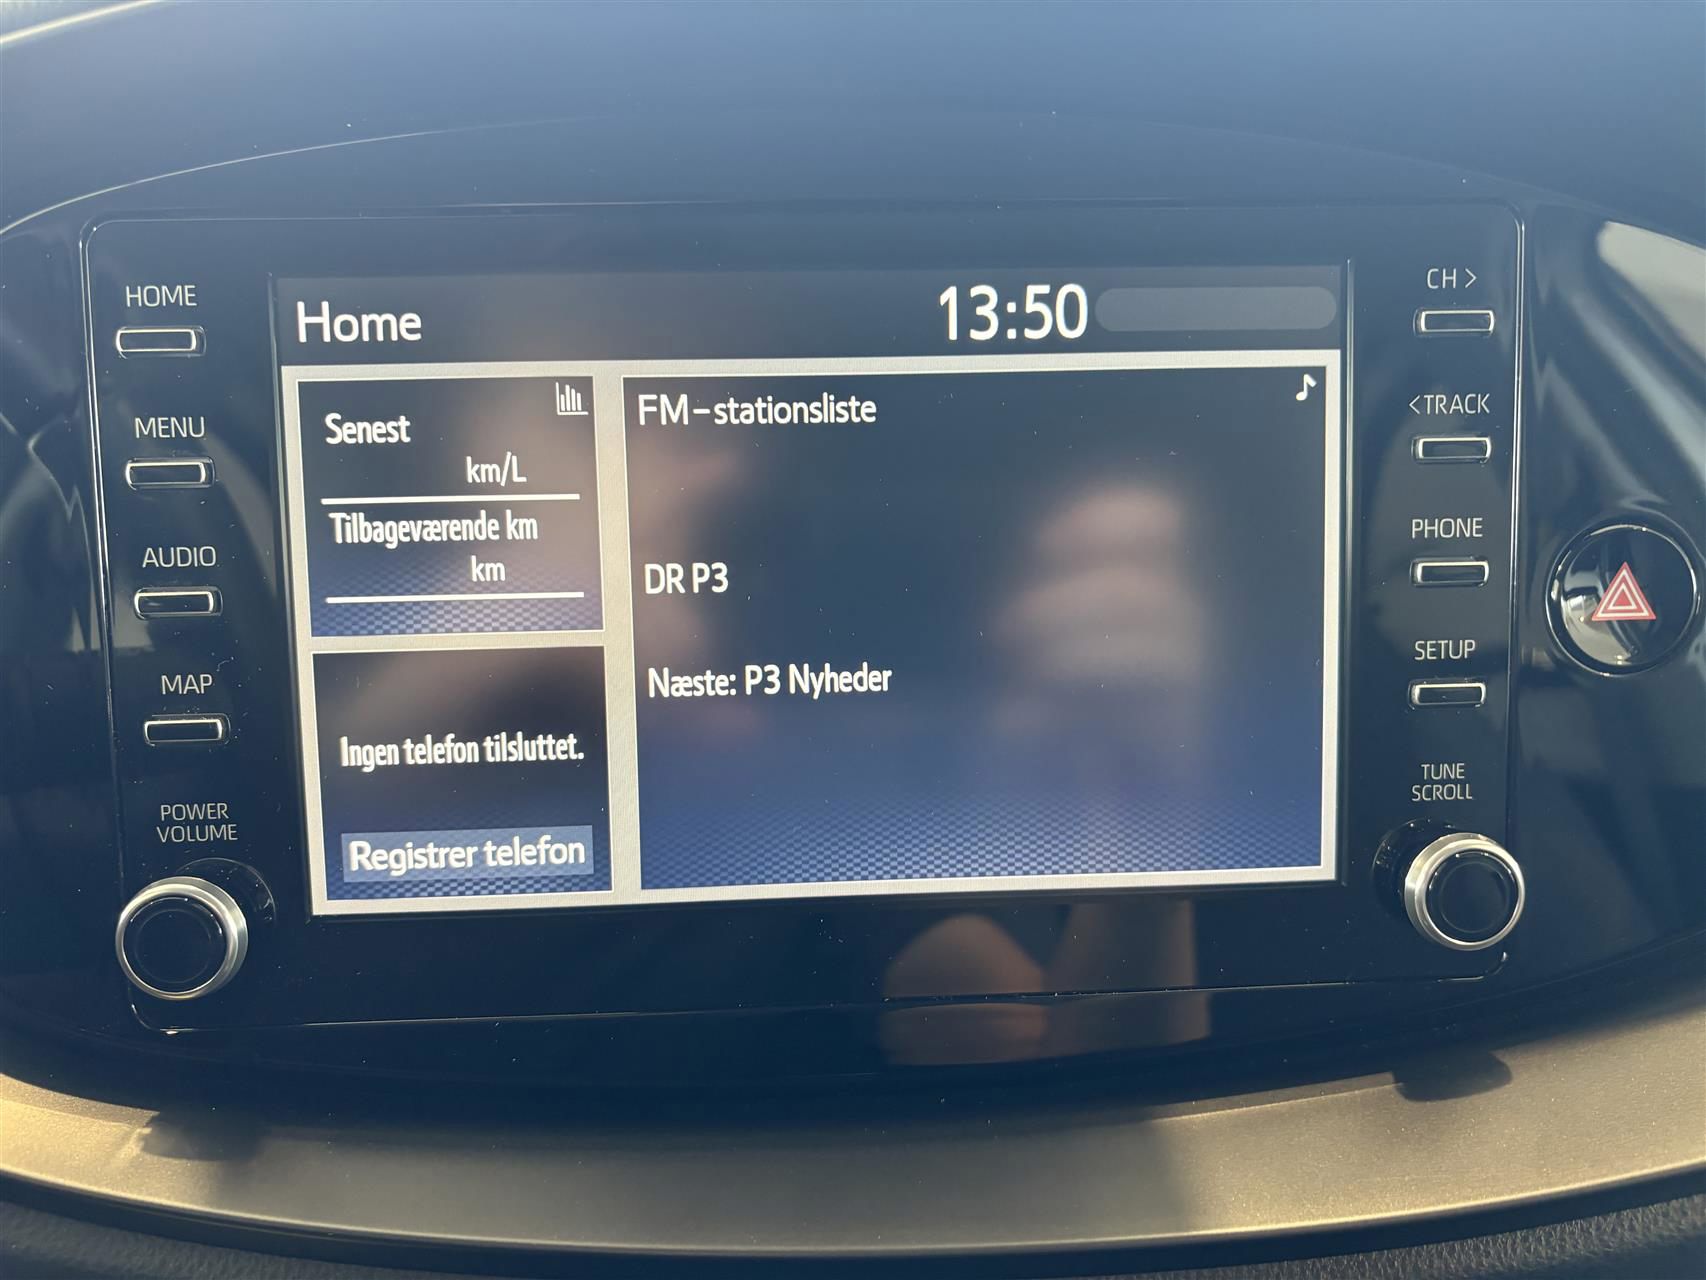 HOME
MENU
AUDIO
MAP
POWER
VOLUME
Home
13:50
Senest
km/L
Tilbageværende km
km
Ingen telefon tilsluttet.
Registrer telefon
FM-stationsliste
DR P3
Næste: P3 Nyheder
CH >
<TRACK
PHONE
SETUP
TUNE
SCROLL